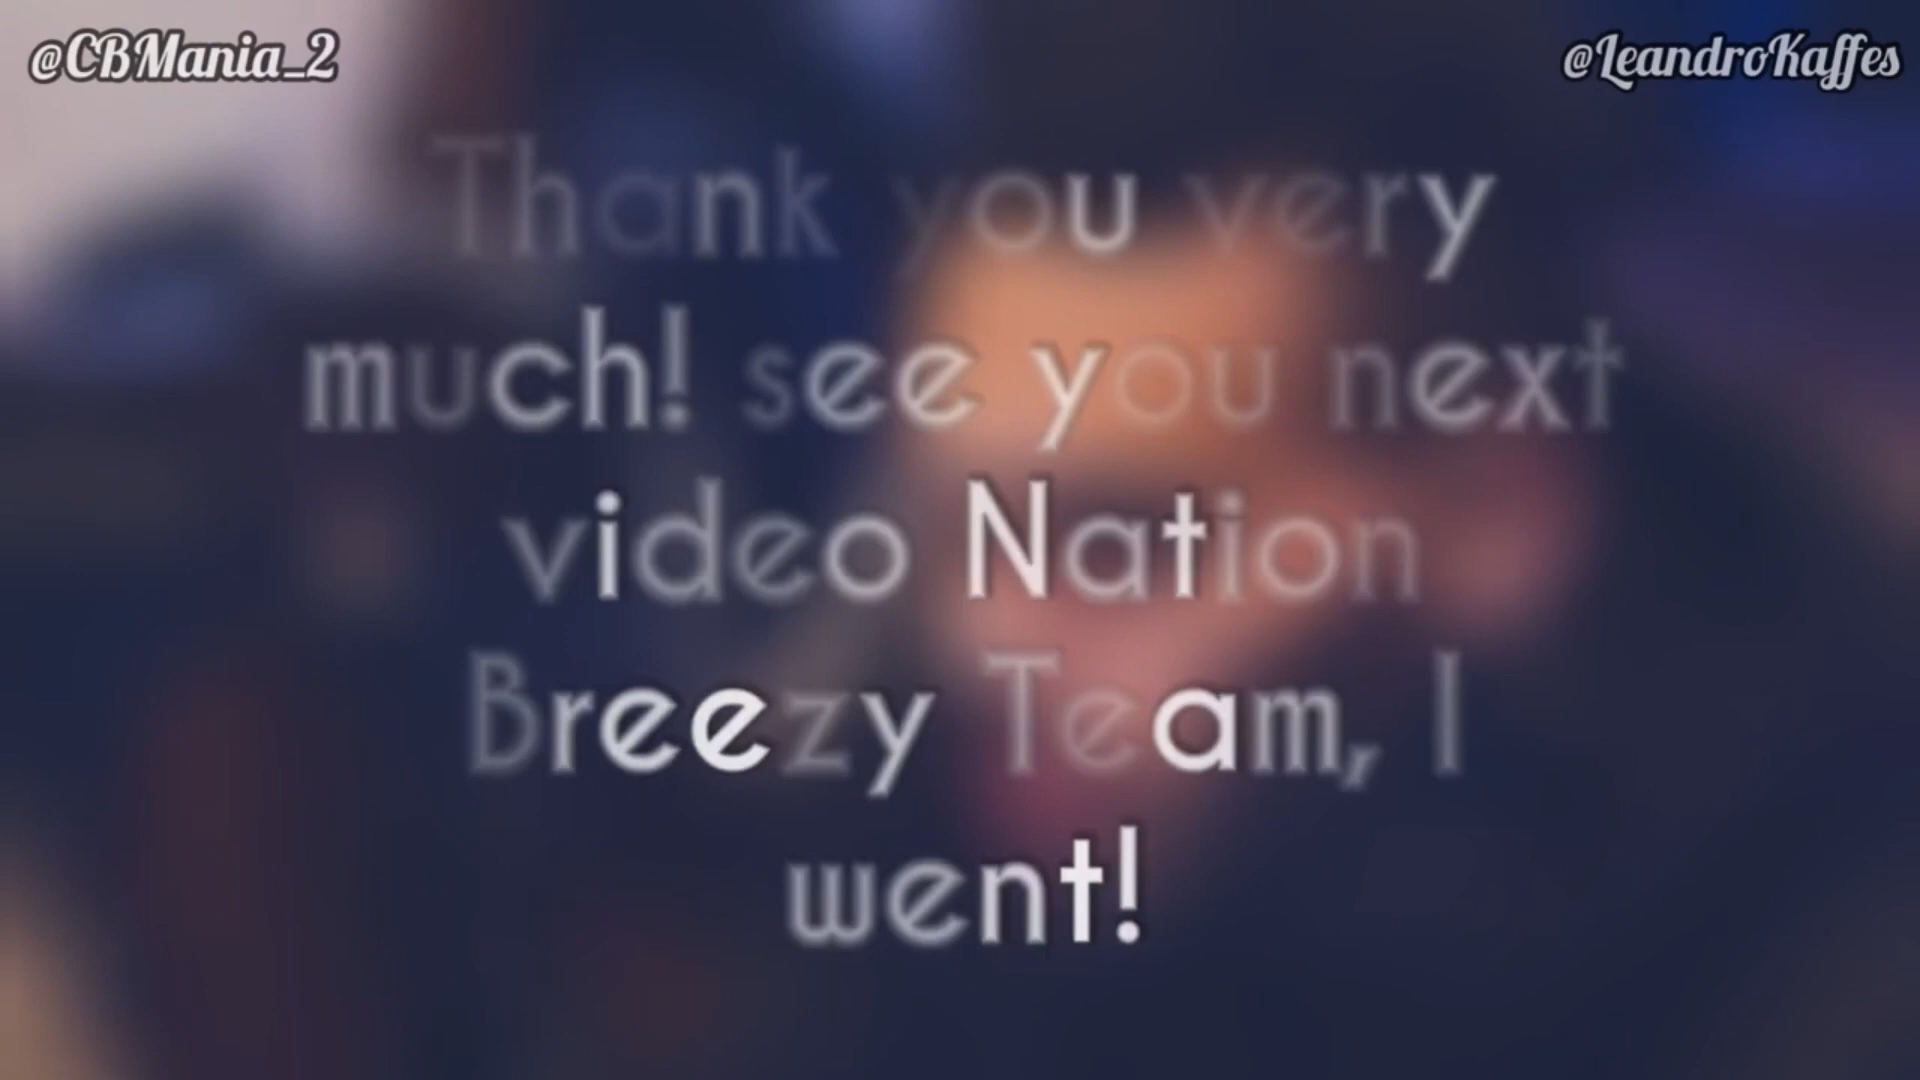 @CBMania_2
@LeandroKaffes
Thank you very
much! see you next
video Nation
Breezy Team, I
went!